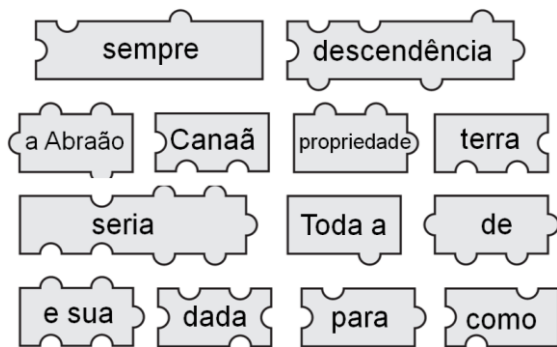 sempre descendência
a Abraão Canaã propriedade terra
seria Toda a de
e sua dada para como